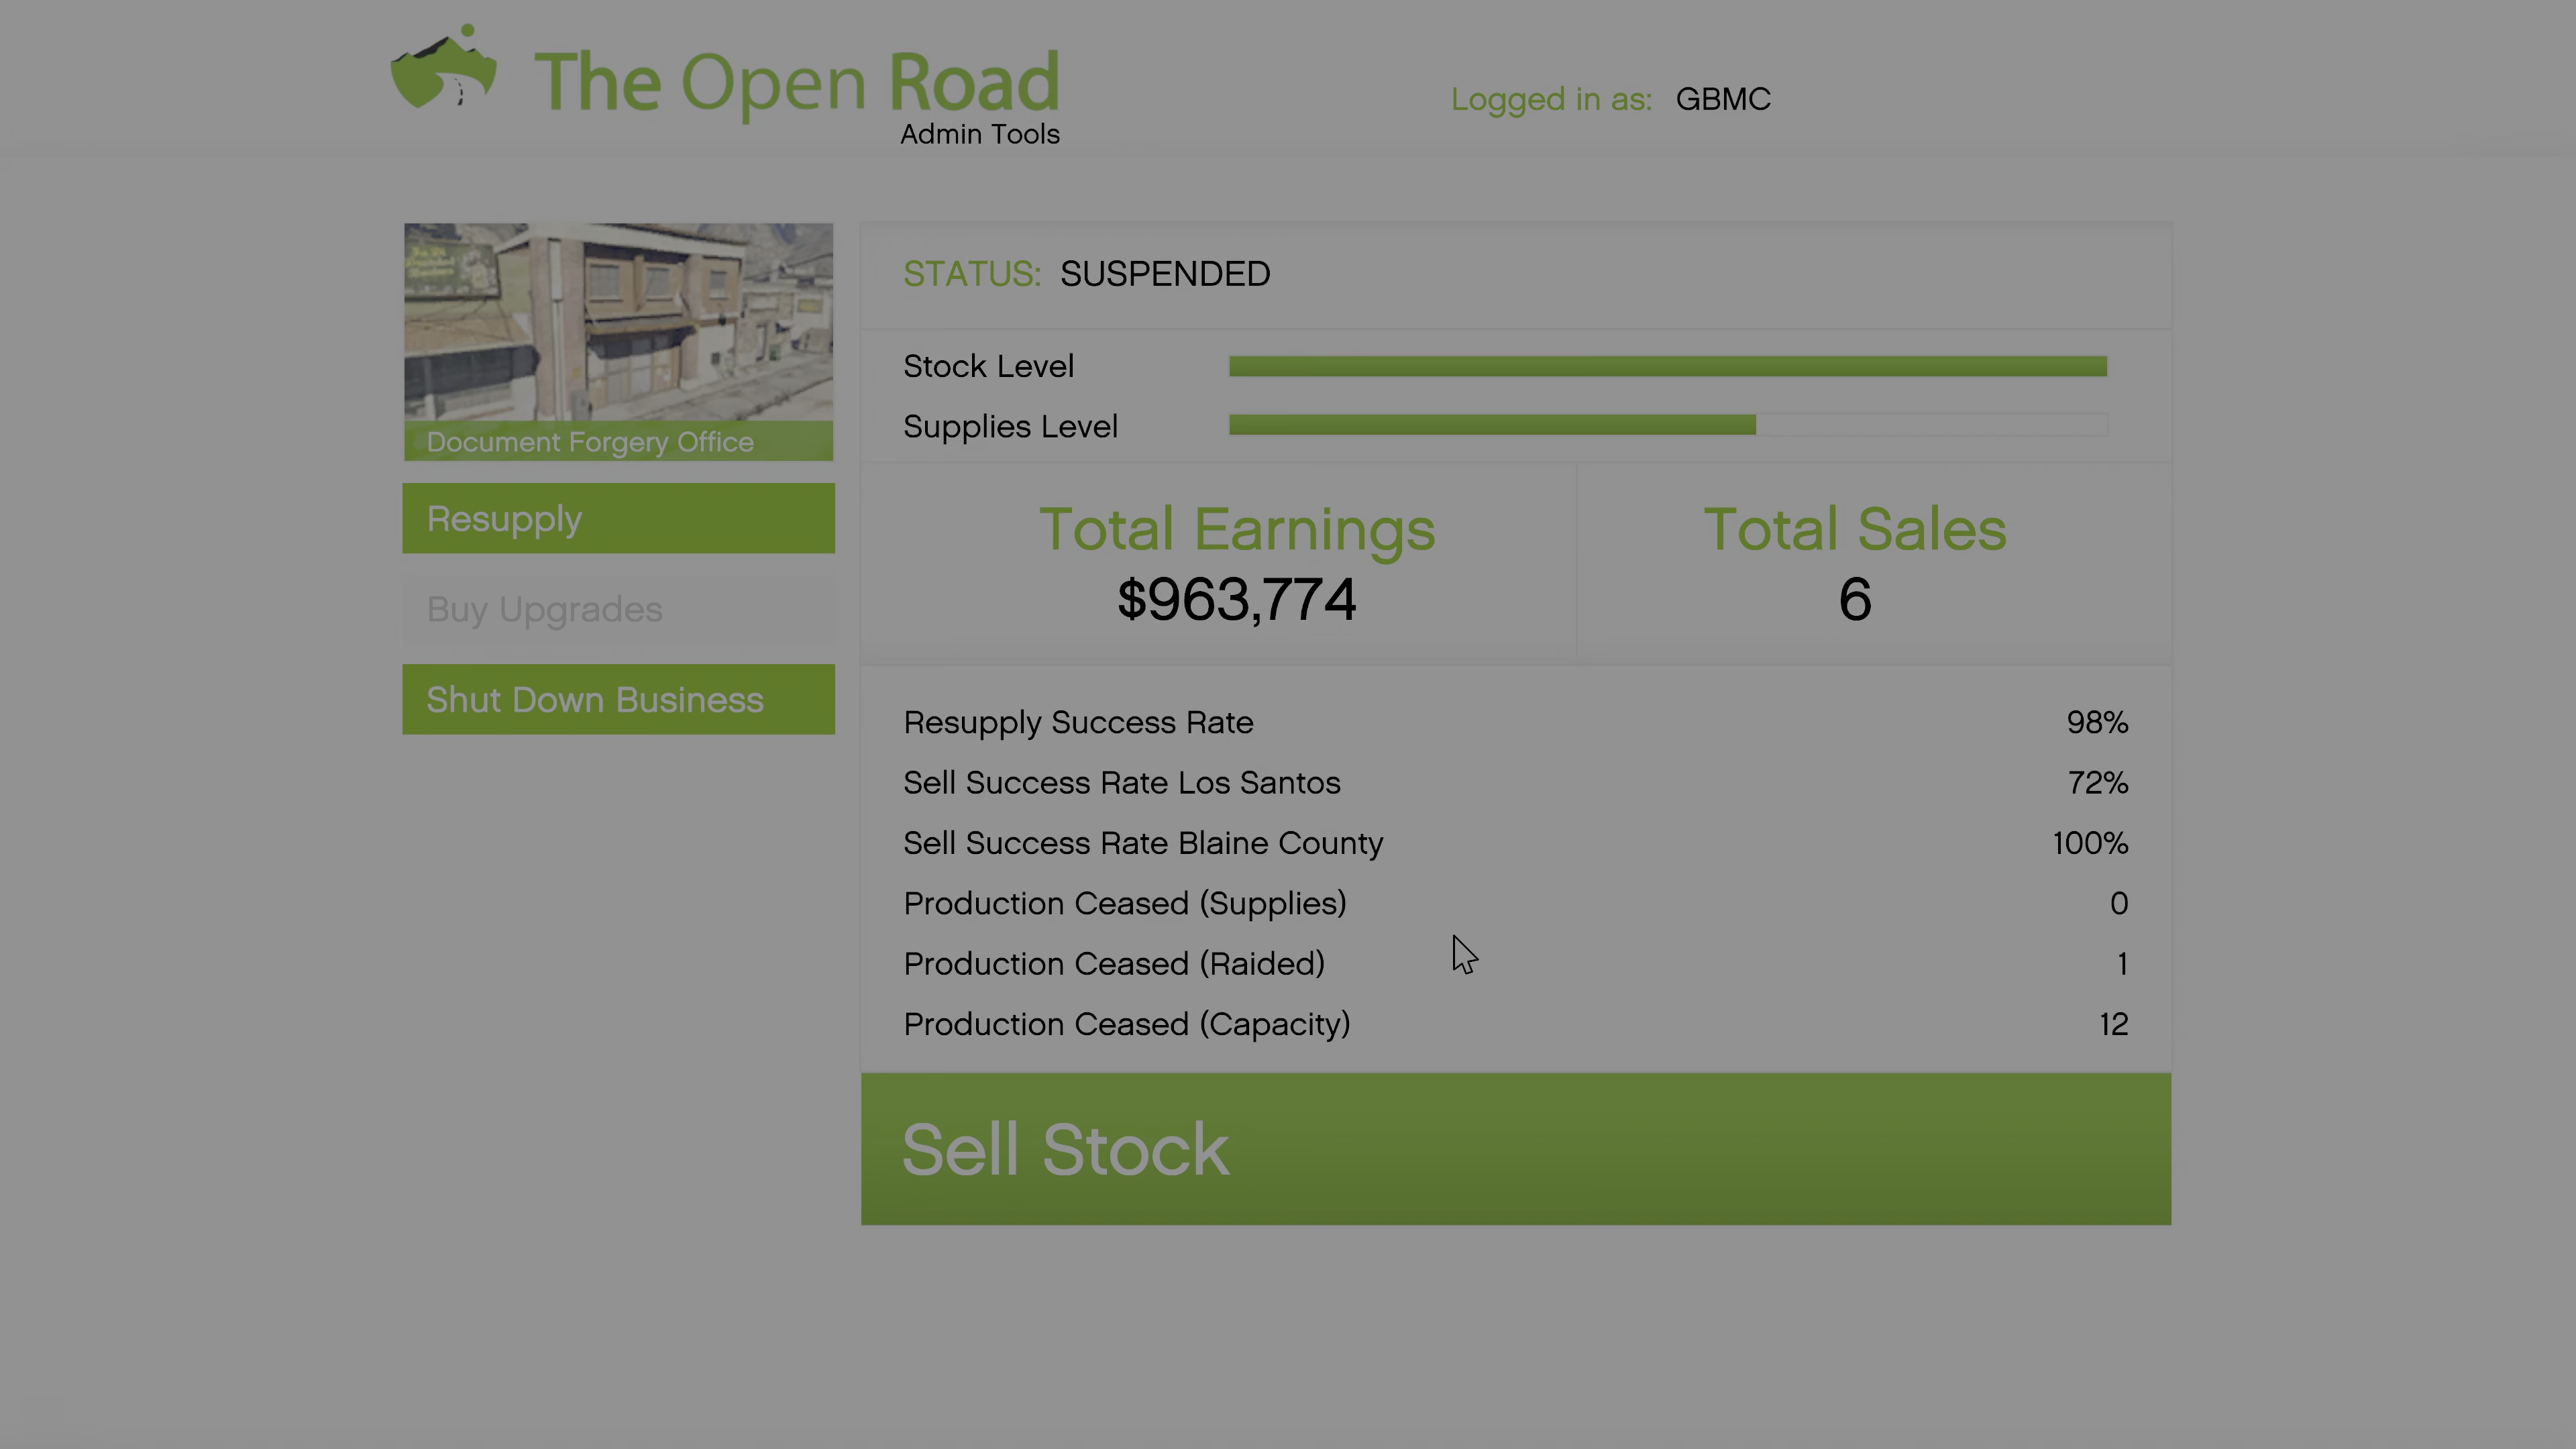 The Open Road
Admin Tools
Logged in as: GBMC
Document Forgery Office
Resupply
Buy Upgrades
Shut Down Business
STATUS: SUSPENDED
Stock Level
Supplies Level
Total Earnings
$963,774
Total Sales
6
Resupply Success Rate 98%
Sell Success Rate Los Santos 72%
Sell Success Rate Blaine County 100%
Production Ceased (Supplies) 0
Production Ceased (Raided) 1
Production Ceased (Capacity) 12
Sell Stock